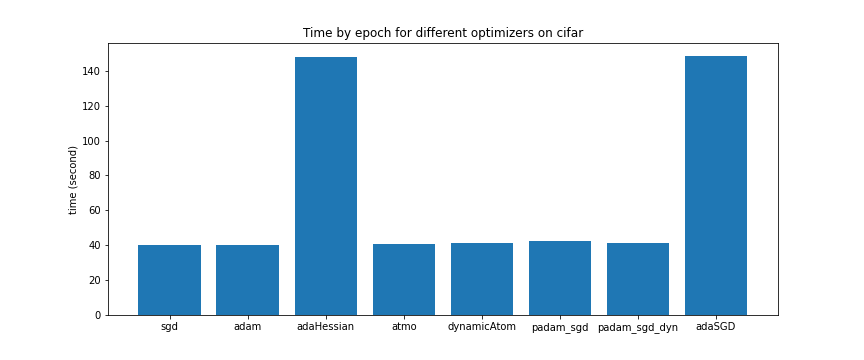 Time by epoch for different optimizers on cifar
time (second)
140
120
100
80
60
40
20
0
sgd adam adaHessian atmo dynamicAtom padam_sgd padam_sgd_dyn adaSGD